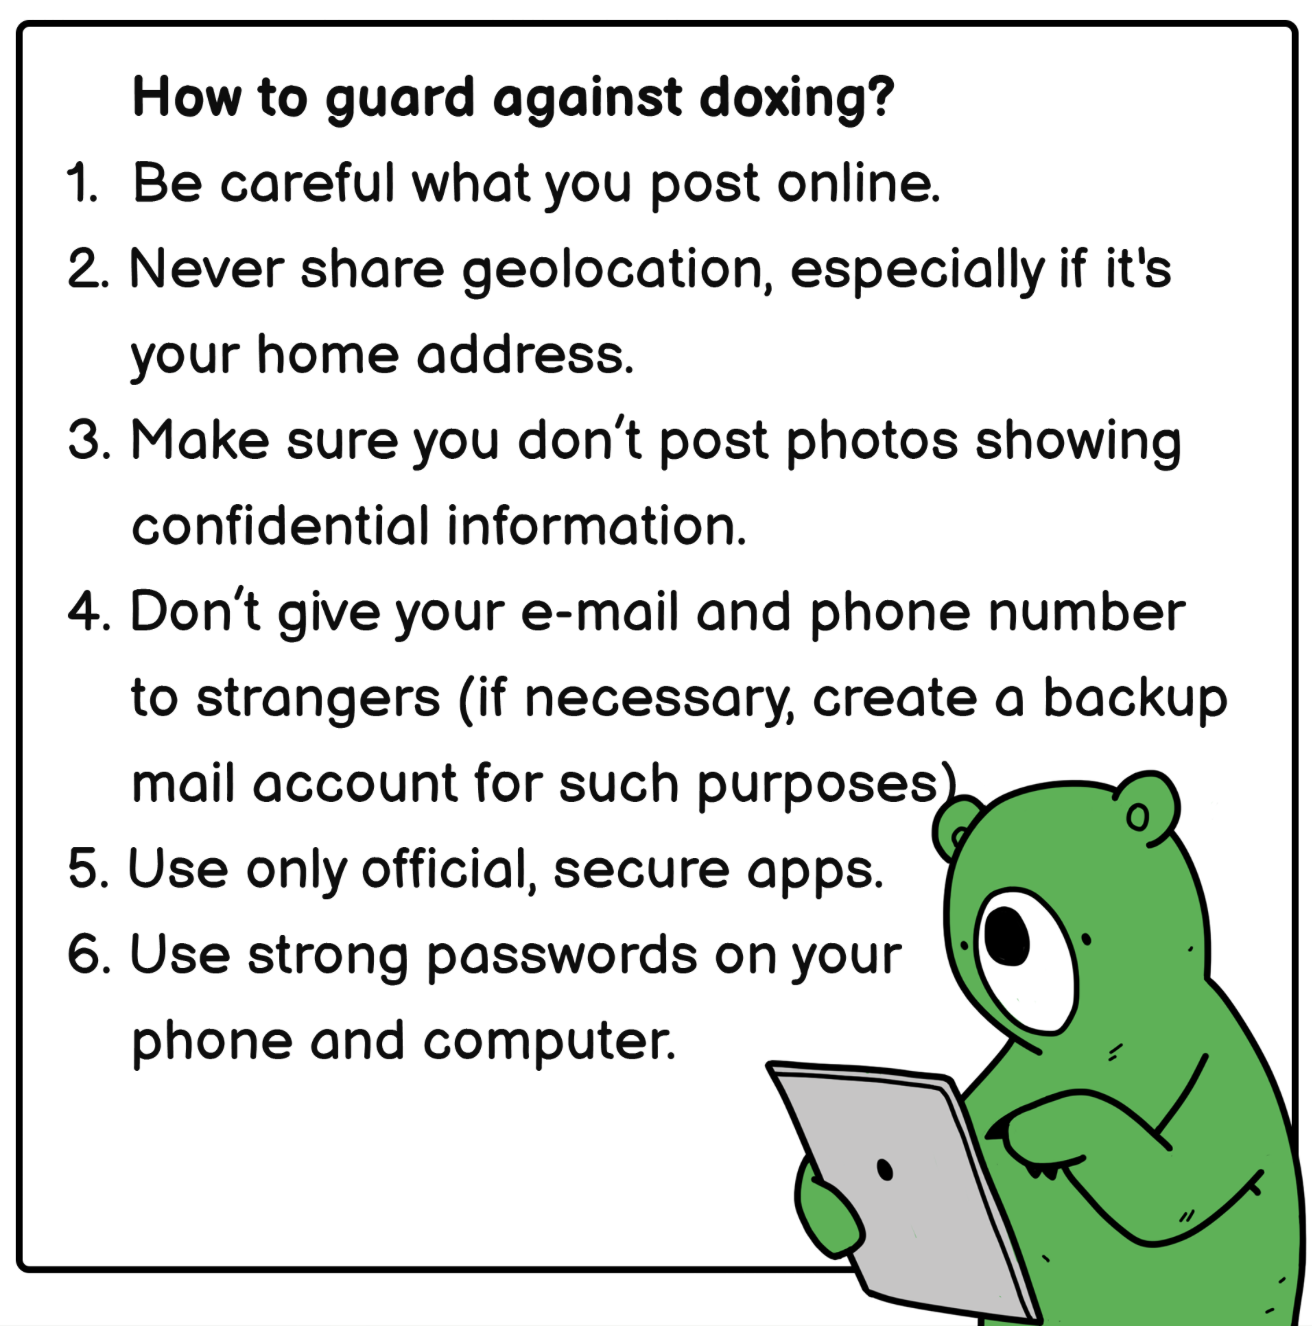 How to guard against doxing?
1. Be careful what you post online.
2. Never share geolocation, especially if it's
your home address.
3. Make sure you don't post photos showing
confidential information.
4. Don't give your e-mail and phone number
to strangers (if necessary, create a backup
mail account for such purposes)
5. Use only official, secure apps.
6. Use strong passwords on your
phone and computer.